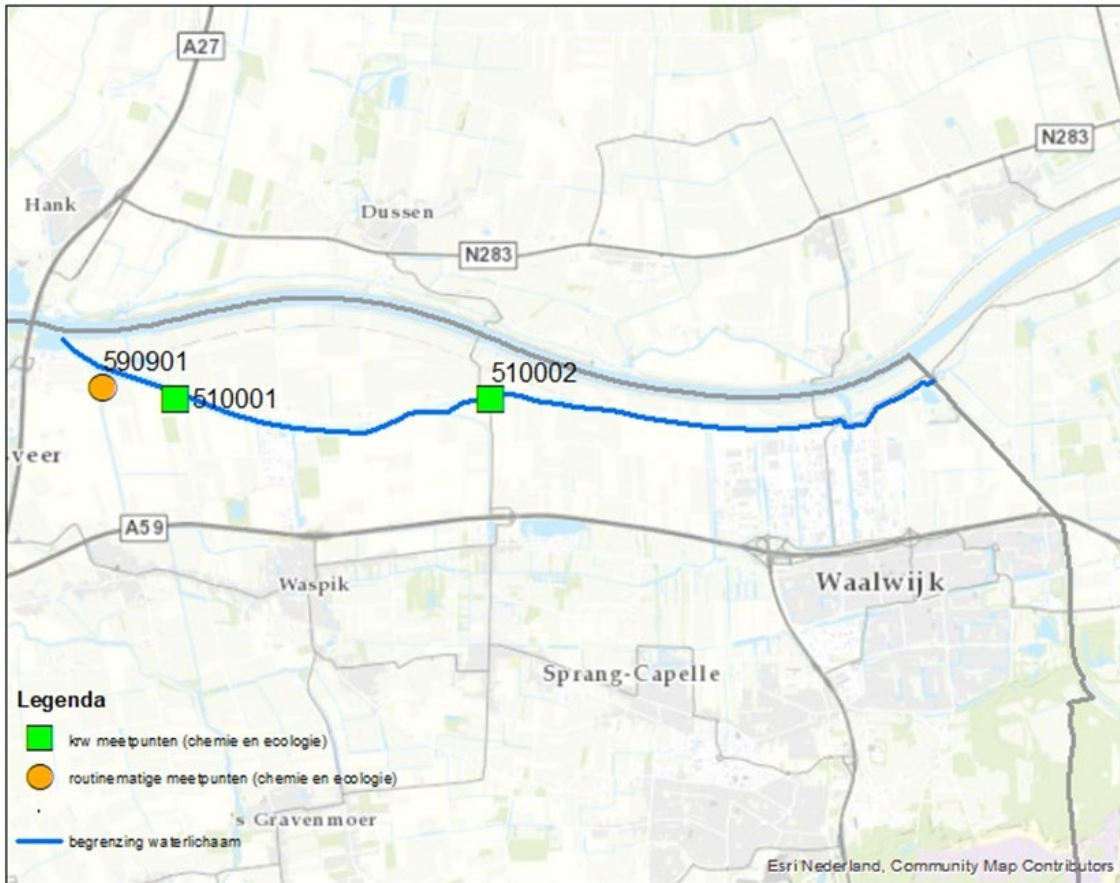 A27
N283
Hank
Dussen
N283
590901
510002
510001
veer
A59
Waspik
Waalwijk
Sprang-Capelle
Legenda
krw meetpunten (chemie en ecologie)
routinematige meetpunten (chemie en ecologie)
's Gravenmoer
begrenzing waterlichaam
Esri Nederland, Community Map Contributors